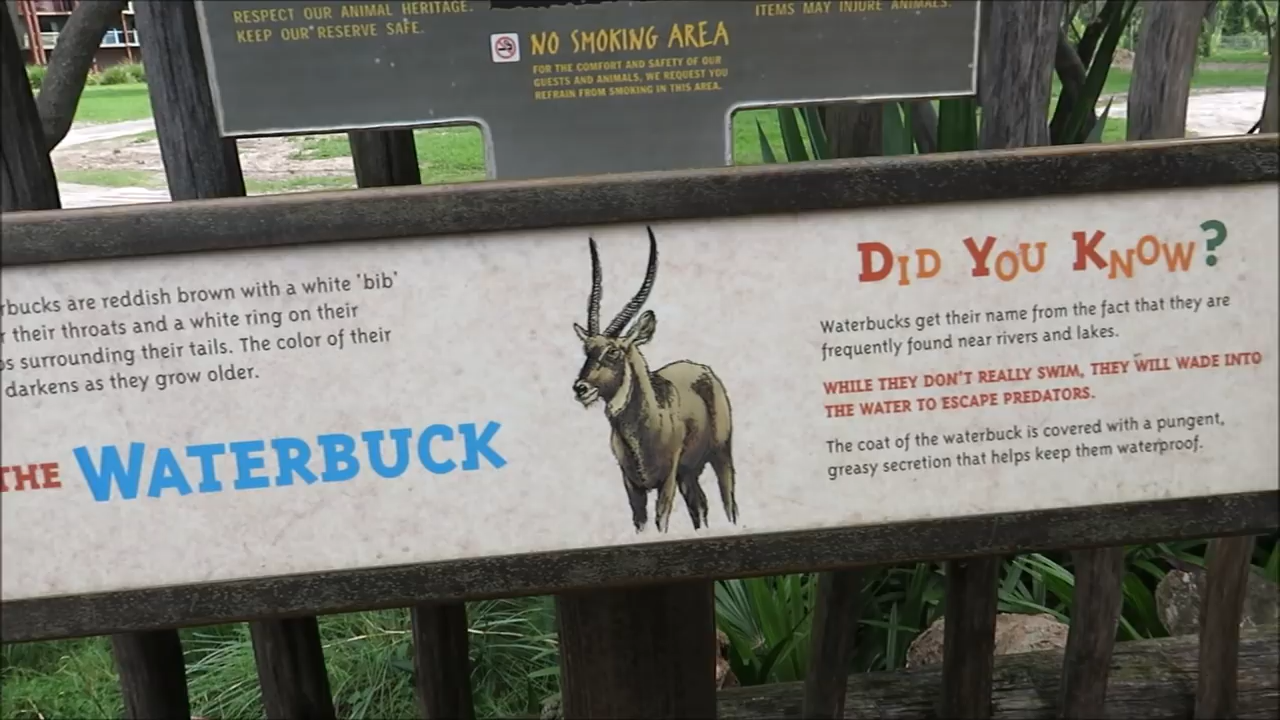 RESPECT OUR ANIMAL HERITAGE.
KEEP OUR RESERVE SAFE.
NO SMOKING AREA
FOR THE COMFORT AND SAFETY OF OUR
GUESTS AND ANIMALS, WE REQUEST YOU
REFRAIN FROM SMOKING IN THIS AREA.
ITEMS MAY INJURE ANIMALS.
rbucks are reddish brown with a white 'bib'
r their throats and a white ring on their
s surrounding their tails. The color of their
darkens as they grow older.
THE WATERBUCK
DID YOU KNOW?
Waterbucks get their name from the fact that they are
frequently found near rivers and lakes.
WHILE THEY DON'T REALLY SWIM, THEY WILL WADE INTO
THE WATER TO ESCAPE PREDATORS.
The coat of the waterbuck is covered with a pungent,
greasy secretion that helps keep them waterproof.